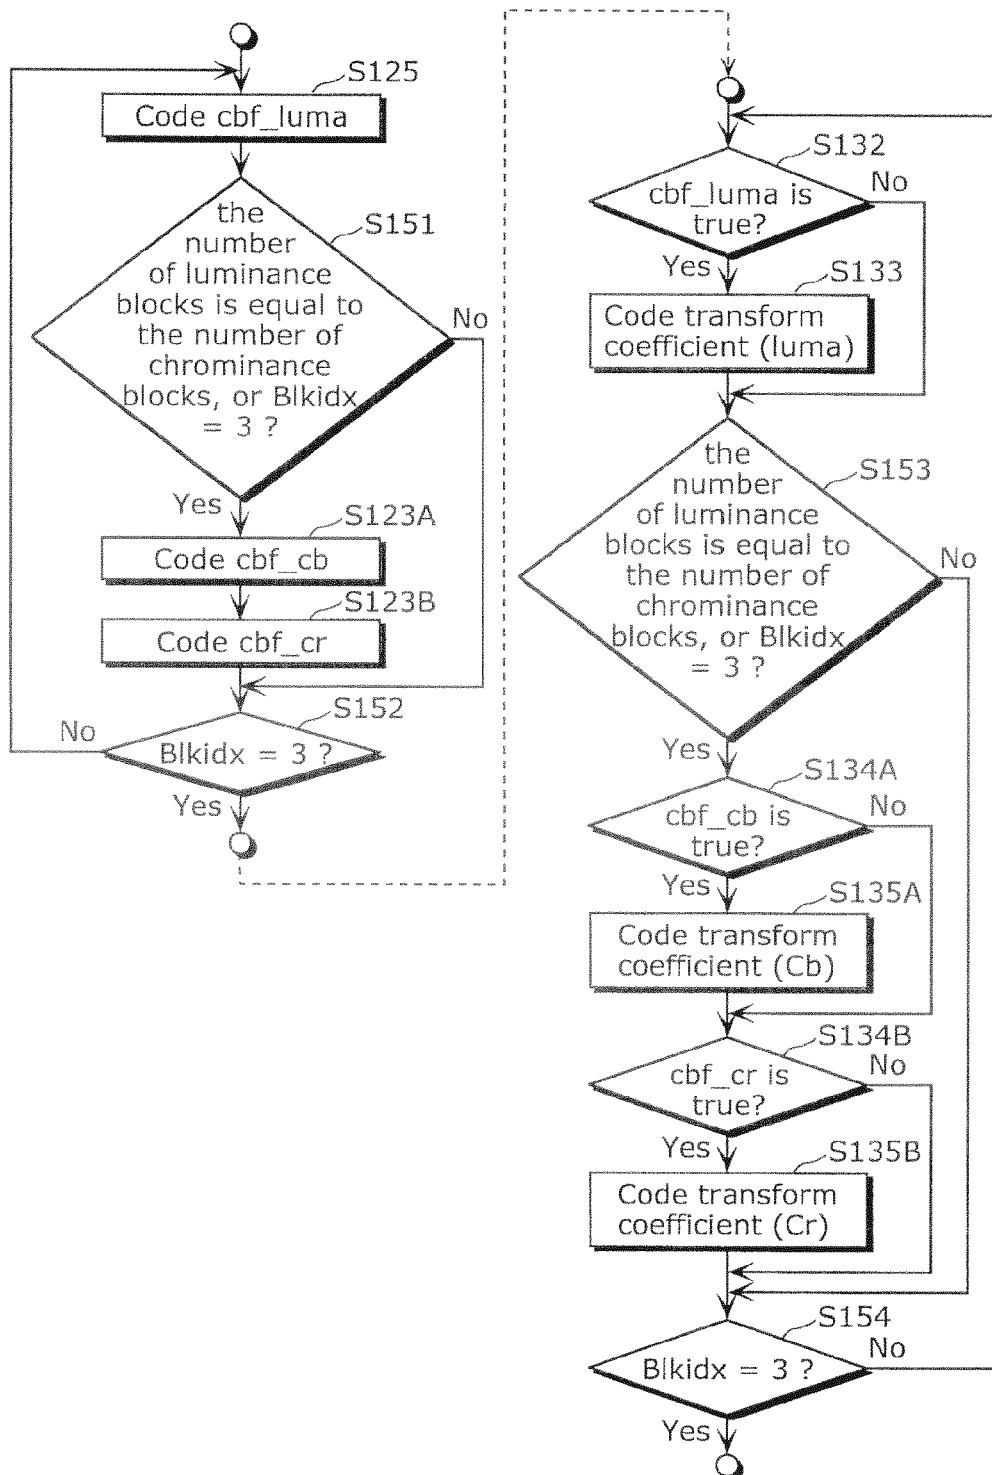 S125
Code cbf_luma
S151
the
number
of luminance
blocks is equal to
the number of
chrominance
blocks, or Blkidx
= 3 ?
No
Yes
S123A
Code cbf_cb
S123B
Code cbf_cr
S152
No
Blkidx = 3 ?
Yes
S132
cbf_luma is
true?
No
Yes
S133
Code transform
coefficient (luma)
S153
the
number
of luminance
blocks is equal to
the number of
chrominance
blocks, or Blkidx
= 3 ?
No
Yes
S134A
cbf_cb is
true?
No
Yes
S135A
Code transform
coefficient (Cb)
S134B
cbf_cr is
true?
No
Yes
S135B
Code transform
coefficient (Cr)
S154
Blkidx = 3 ?
No
Yes